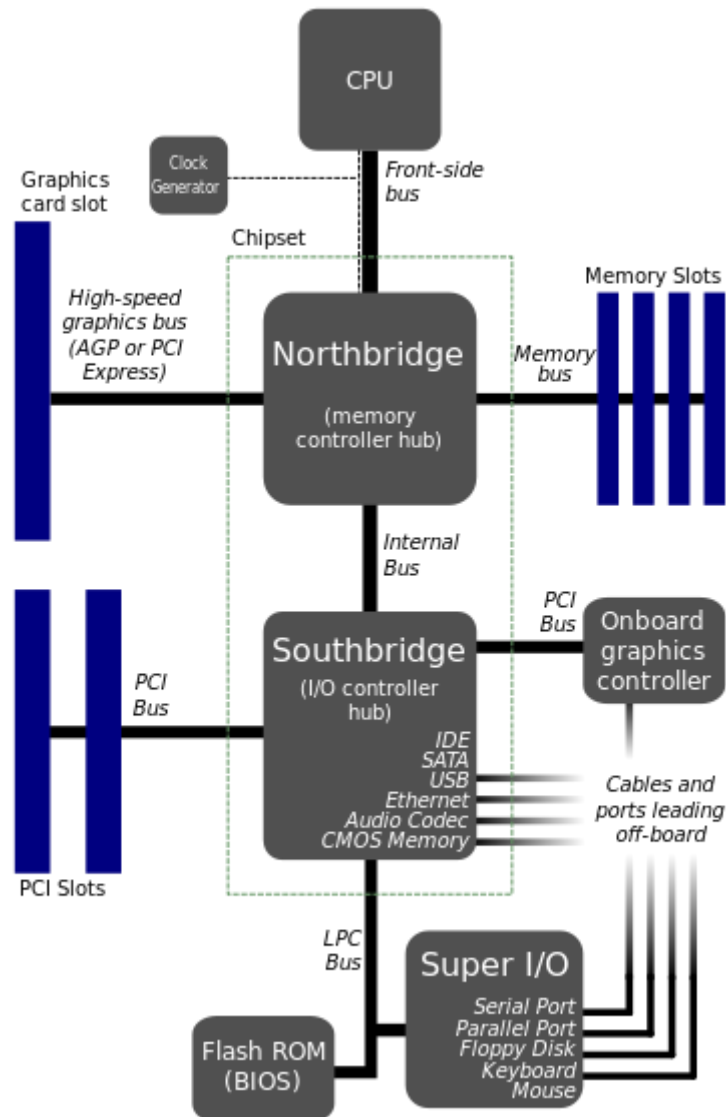 CPU
Clock
Generator
Front-side
bus
Graphics
card slot
Chipset
High-speed
graphics bus
(AGP or PCI
Express)
Northbridge
(memory
controller hub)
Memory Slots
Memory
bus
Internal
Bus
PCI
Bus
Onboard
graphics
controller
Southbridge
(I/O controller
hub)
PCI
Bus
IDE
SATA
USB
Ethernet
Audio Codec
CMOS Memory
Cables and
ports leading
off-board
PCI Slots
LPC
Bus
Super I/O
Serial Port
Parallel Port
Floppy Disk
Keyboard
Mouse
Flash ROM
(BIOS)